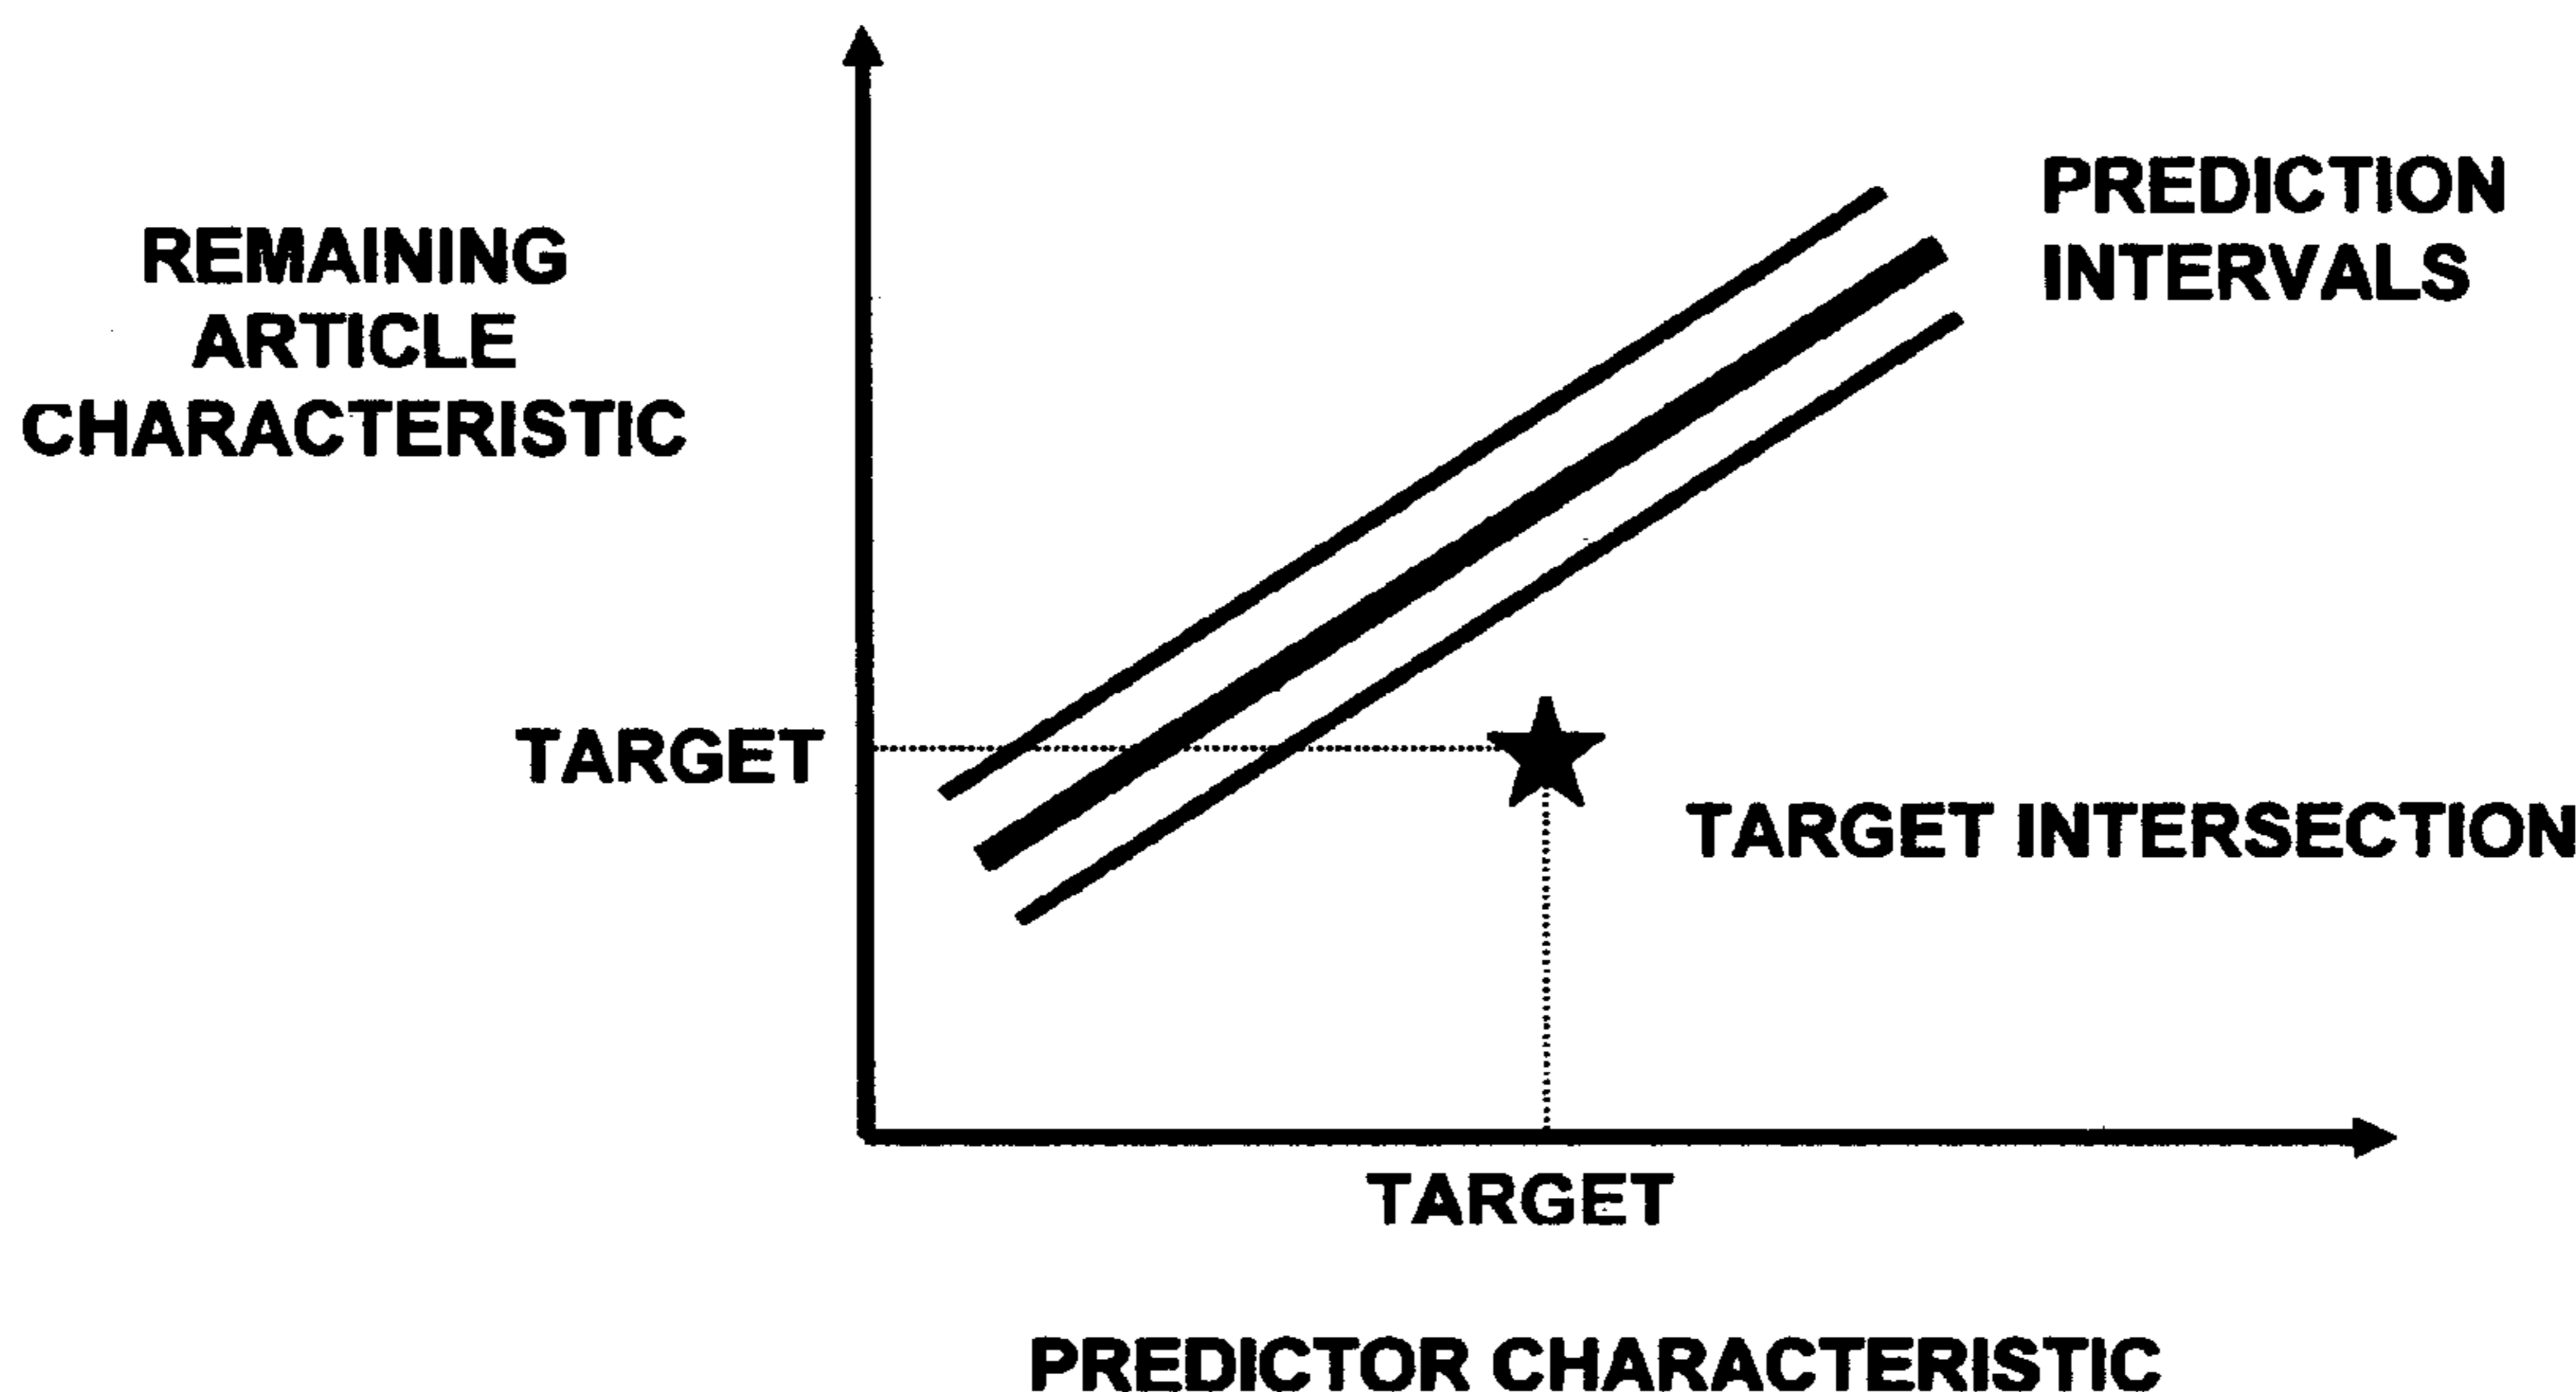 PREDICTION
INTERVALS
REMAINING
ARTICLE
CHARACTERISTIC
TARGET
TARGET INTERSECTION
TARGET
PREDICTOR CHARACTERISTIC